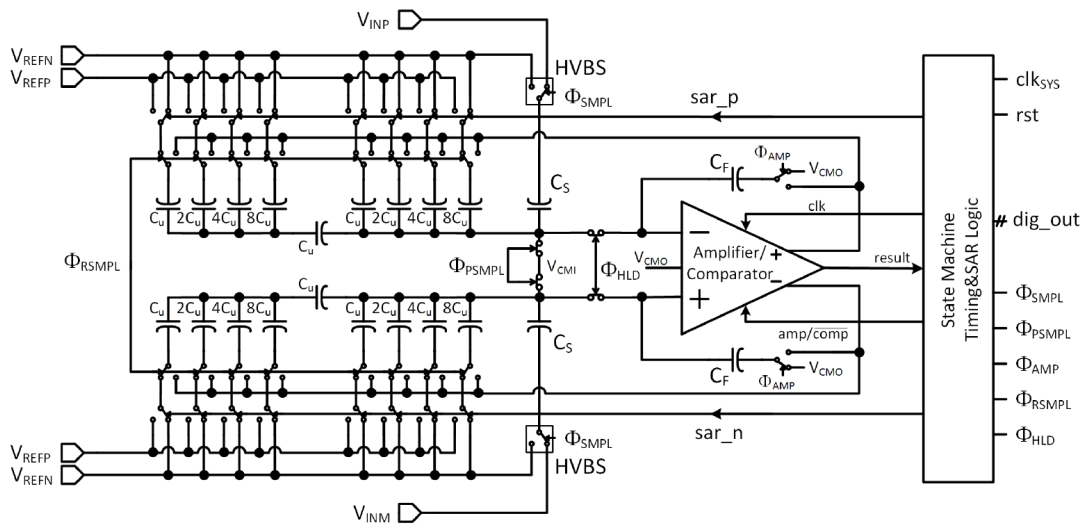 V_INP
V_REFN
V_REFP
HVBS
Φ_SMPL
sar_p
clk_SYS
rst
C_F
Φ_AMP
V_CMO
C_S
C_u 2C_u 4C_u 8C_u C_u 2C_u 4C_u 8C_u
C_u
clk
# dig_out
Φ_RSMPL
Φ_PSMPL
V_CMI
Φ_HLD
V_CMO
Amplifier/
Comparator
− +
+ −
result
State Machine
Timing&SAR Logic
Φ_SMPL
Φ_PSMPL
Φ_AMP
Φ_RSMPL
Φ_HLD
C_u
C_u 2C_u 4C_u 8C_u C_u 2C_u 4C_u 8C_u
C_S
amp/c̅o̅m̅p̅
C_F
Φ_AMP
V_CMO
sar_n
Φ_SMPL
HVBS
V_REFP
V_REFN
V_INM